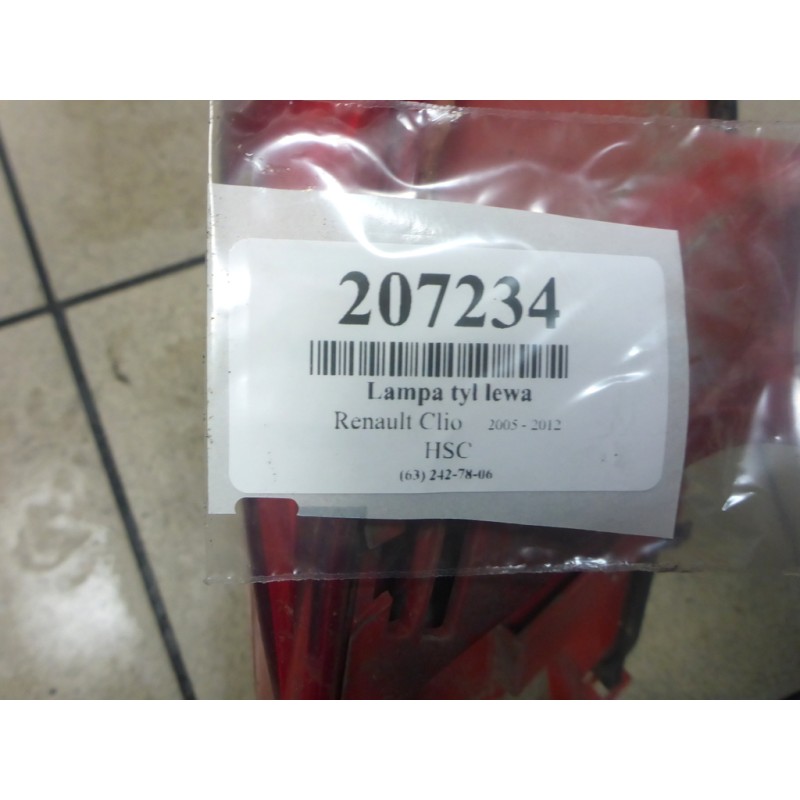 207234
Lampa tyl lewa
Renault Clio 2005 - 2012
HSC
(63) 242-78-06